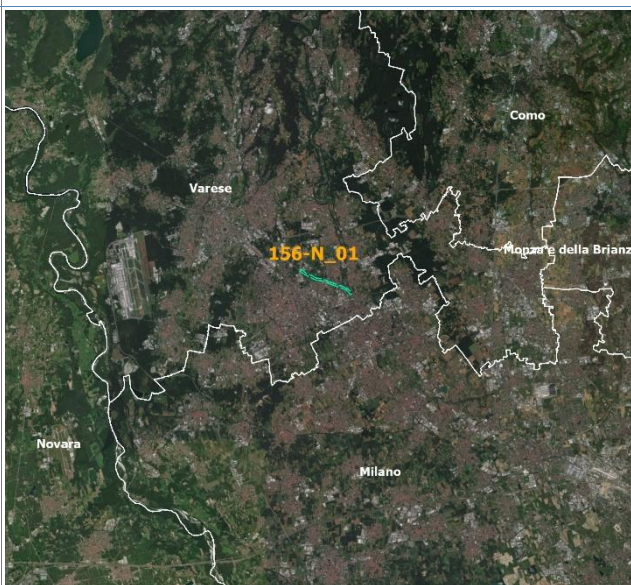 Como
Varese
Monza e della Brianz
156-N_01
Novara
Milano